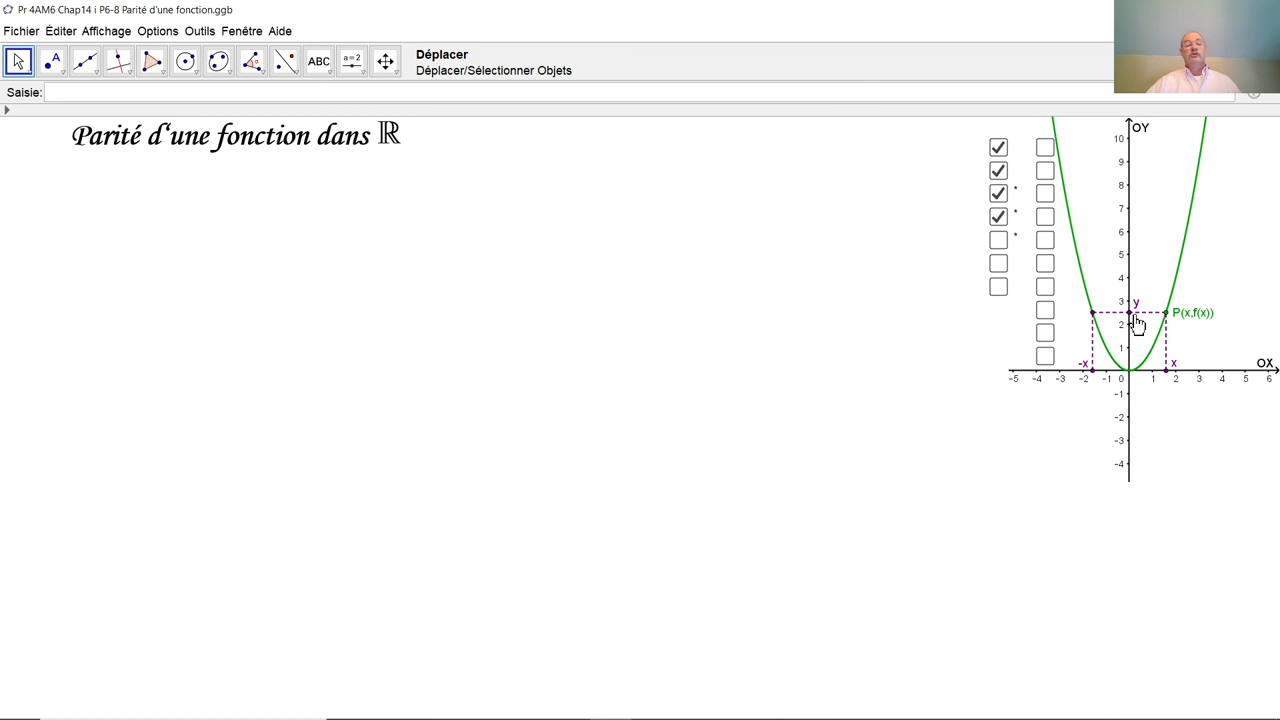 Pr 4AM6 Chap14 i P6-8 Parité d'une fonction.ggb
Fichier Éditer Affichage Options Outils Fenêtre Aide
A
ABC
a=2
Déplacer
Déplacer/Sélectionner Objets
Saisie:
Parité d'une fonction dans ℝ
OY
10
9
8
7
6
5
4
3
y
P(x,f(x))
2
1
-x
x
OX
-5 -4 -3 -2 -1 0 1 2 3 4 5 6
-1
-2
-3
-4